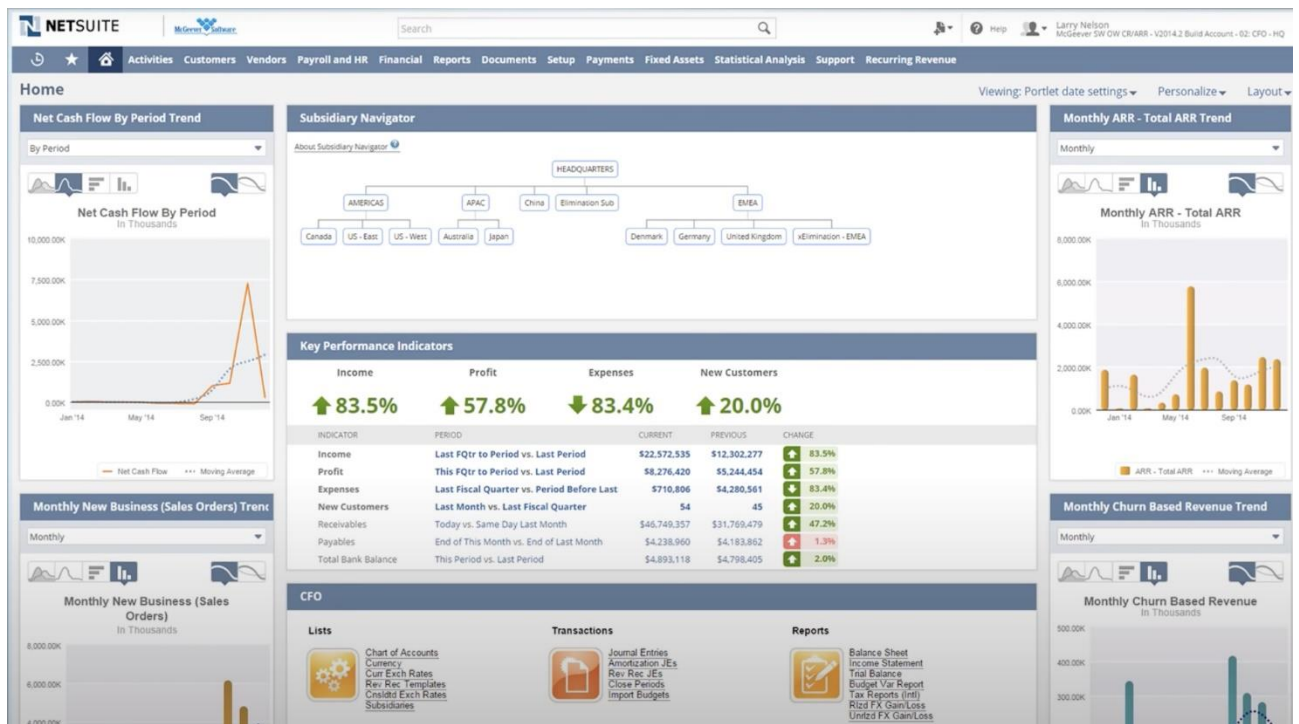 NETSUITE
McGeever Software
Search
Help
Larry Nelson
McGeever SW OW CR/ARR - V2014.2 Build Account - 02: CFO - HQ
Activities Customers Vendors Payroll and HR Financial Reports Documents Setup Payments Fixed Assets Statistical Analysis Support Recurring Revenue
Home
Viewing: Portlet date settings Personalize Layout
Net Cash Flow By Period Trend
By Period
Net Cash Flow By Period
In Thousands
10,000.00K
7,500.00K
5,000.00K
2,500.00K
0.00K
Jan '14 May '14 Sep '14
Net Cash Flow Moving Average
Monthly New Business (Sales Orders) Trend
Monthly
Monthly New Business (Sales
Orders)
In Thousands
8,000.00K
6,000.00K
4,000.00K
Subsidiary Navigator
About Subsidiary Navigator
HEADQUARTERS
AMERICAS APAC China Elimination Sub EMEA
Canada US - East US - West Australia Japan Denmark Germany United Kingdom xElimination - EMEA
Key Performance Indicators
Income Profit Expenses New Customers
83.5% 57.8% 83.4% 20.0%
INDICATOR PERIOD CURRENT PREVIOUS CHANGE
Income Last FQtr to Period vs. Last Period $22,572,535 $12,302,277 83.5%
Profit This FQtr to Period vs. Last Period $8,276,420 $5,244,454 57.8%
Expenses Last Fiscal Quarter vs. Period Before Last $710,806 $4,280,561 83.4%
New Customers Last Month vs. Last Fiscal Quarter 54 45 20.0%
Receivables Today vs. Same Day Last Month $46,749,357 $31,769,479 47.2%
Payables End of This Month vs. End of Last Month $4,238,960 $4,183,862 1.3%
Total Bank Balance This Period vs. Last Period $4,893,118 $4,798,405 2.0%
CFO
Lists
Chart of Accounts
Currency
Curr Exch Rates
Rev Rec Templates
Cnsldtd Exch Rates
Subsidiaries
Transactions
Journal Entries
Amortization JEs
Rev Rec JEs
Close Periods
Import Budgets
Reports
Balance Sheet
Income Statement
Trial Balance
Budget Var Report
Tax Reports (Intl)
Rlzd FX Gain/Loss
Unrlzd FX Gain/Loss
Monthly ARR - Total ARR Trend
Monthly
Monthly ARR - Total ARR
In Thousands
8,000.00K
6,000.00K
4,000.00K
2,000.00K
0.00K
Jan '14 May '14 Sep '14
ARR - Total ARR Moving Average
Monthly Churn Based Revenue Trend
Monthly
Monthly Churn Based Revenue
In Thousands
500.00K
400.00K
300.00K